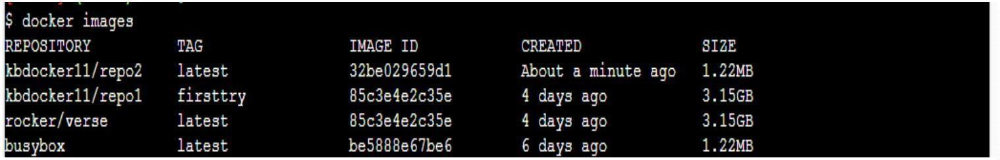 $ docker images
REPOSITORY TAG IMAGE ID CREATED SIZE
kbdocker11/repo2 latest 32be029659d1 About a minute ago 1.22MB
kbdocker11/repo1 firsttry 85c3e4e2c35e 4 days ago 3.15GB
rocker/verse latest 85c3e4e2c35e 4 days ago 3.15GB
busybox latest be5888e67be6 6 days ago 1.22MB